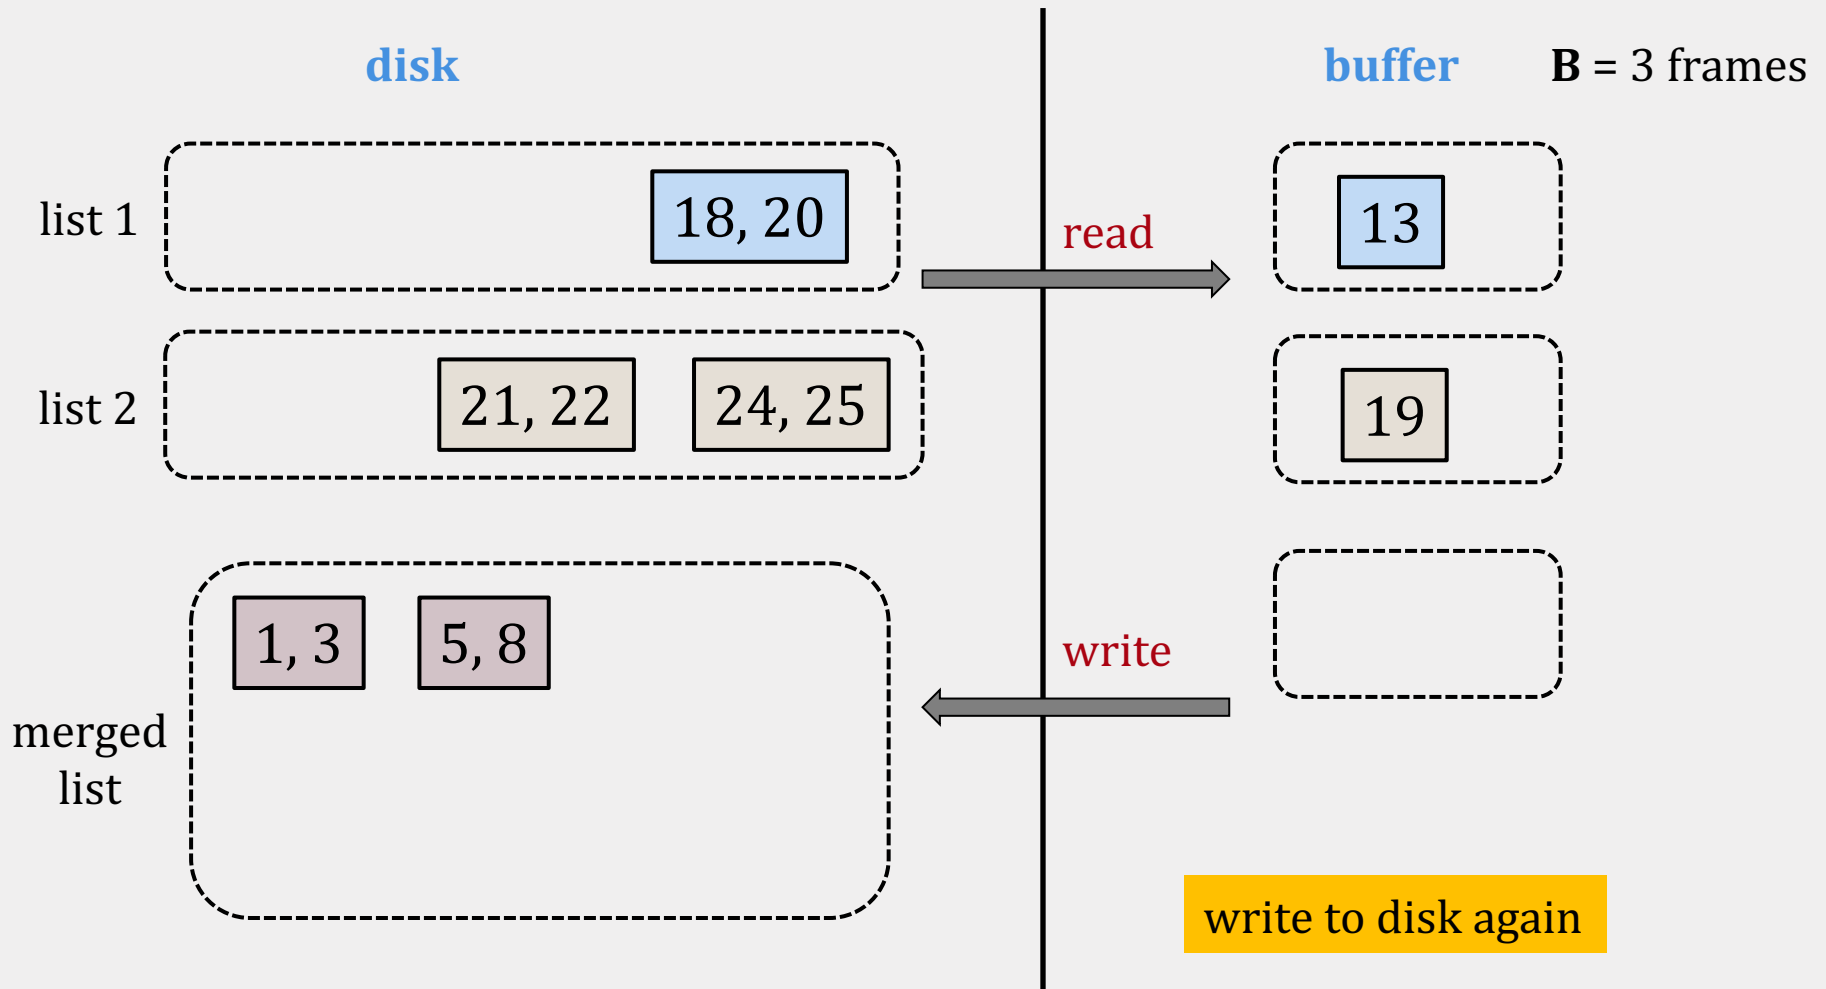 disk
buffer
B = 3 frames
list 1
18, 20
read
13
list 2
21, 22
24, 25
19
1, 3
5, 8
write
merged
list
write to disk again